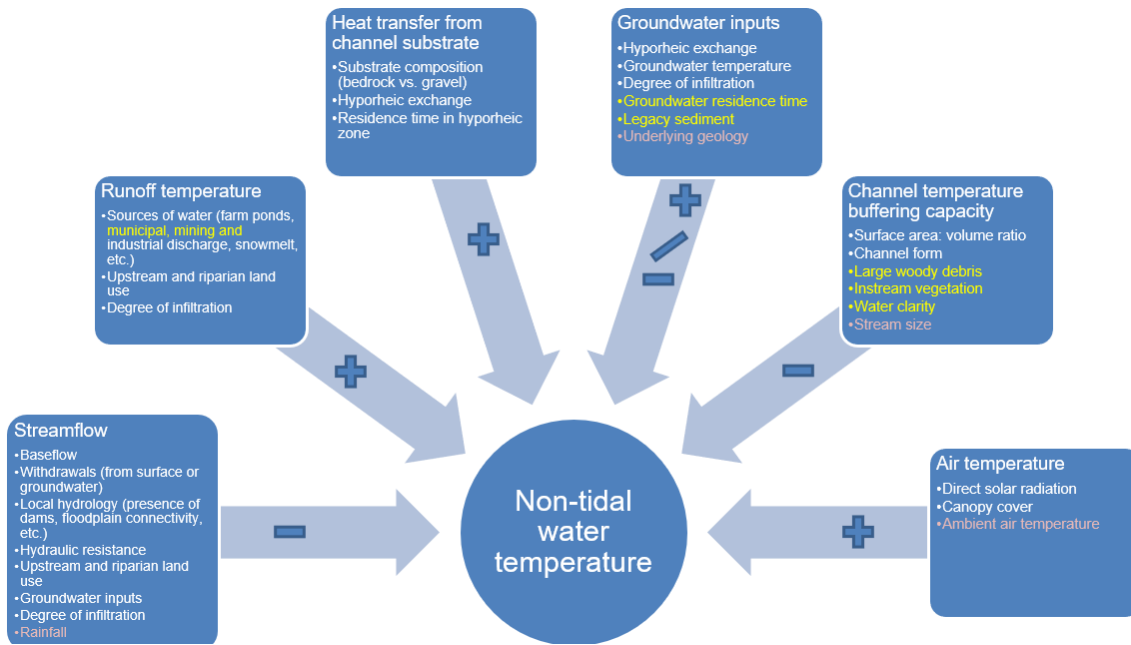 Heat transfer from
channel substrate
•Substrate composition
(bedrock vs. gravel)
•Hyporheic exchange
•Residence time in hyporheic
zone
Groundwater inputs
•Hyporheic exchange
•Groundwater temperature
•Degree of infiltration
•Groundwater residence time
•Legacy sediment
•Underlying geology
Runoff temperature
•Sources of water (farm ponds,
municipal, mining and
industrial discharge, snowmelt,
etc.)
•Upstream and riparian land
use
•Degree of infiltration
Channel temperature
buffering capacity
•Surface area: volume ratio
•Channel form
•Large woody debris
•Instream vegetation
•Water clarity
•Stream size
Streamflow
•Baseflow
•Withdrawals (from surface or
groundwater)
•Local hydrology (presence of
dams, floodplain connectivity,
etc.)
•Hydraulic resistance
•Upstream and riparian land
use
•Groundwater inputs
•Degree of infiltration
•Rainfall
Non-tidal
water
temperature
Air temperature
•Direct solar radiation
•Canopy cover
•Ambient air temperature